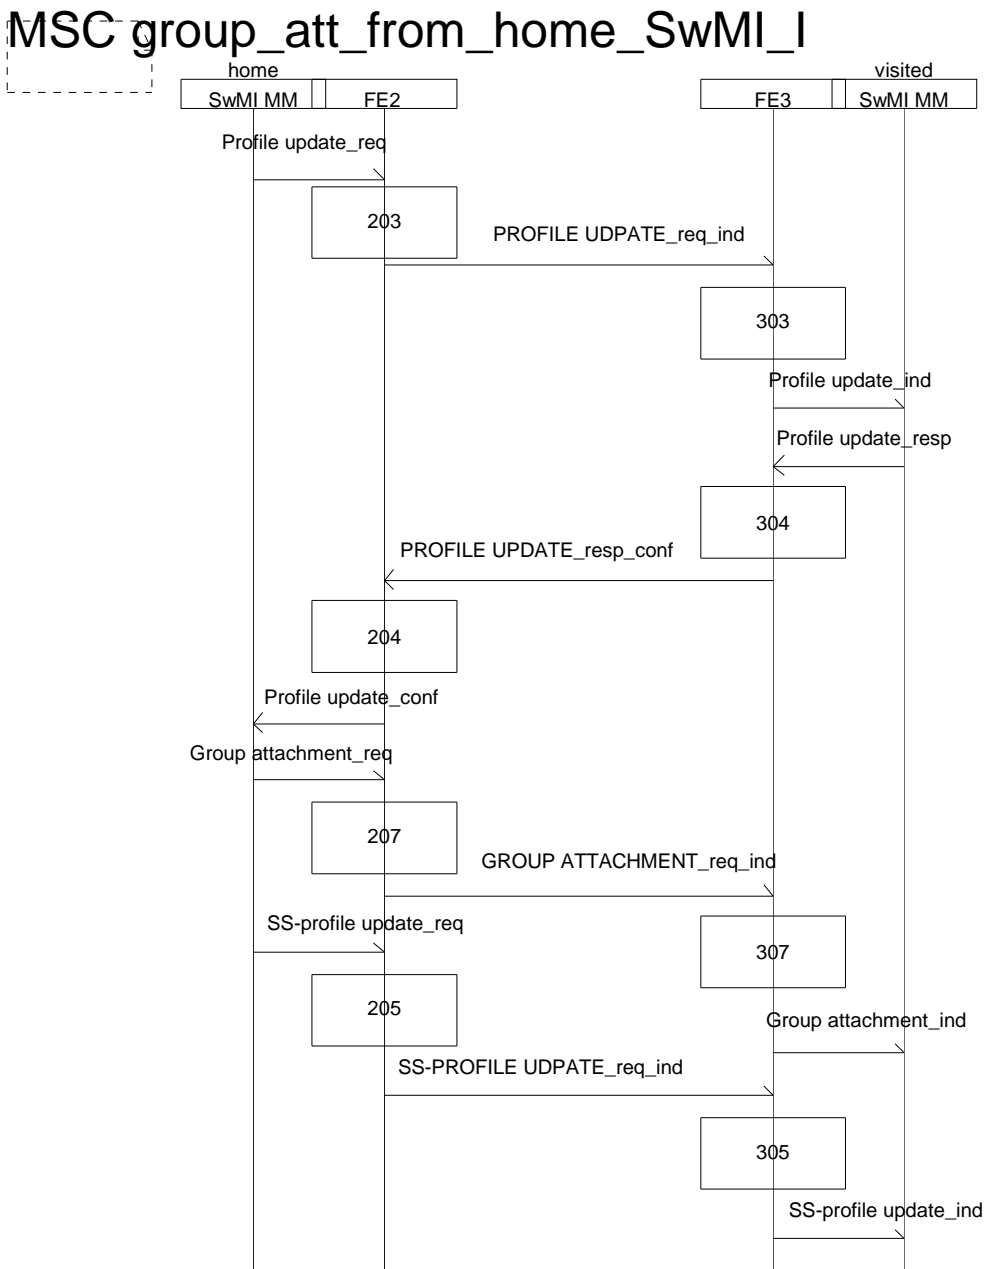 MSC group_att_from_home_SwMI_I
home
visited
SwMI MM
FE2
FE3
SwMI MM
Profile update_req
203
PROFILE UDPATE_req_ind
303
Profile update_ind
Profile update_resp
304
PROFILE UPDATE_resp_conf
204
Profile update_conf
Group attachment_req
207
GROUP ATTACHMENT_req_ind
SS-profile update_req
307
205
Group attachment_ind
SS-PROFILE UDPATE_req_ind
305
SS-profile update_ind